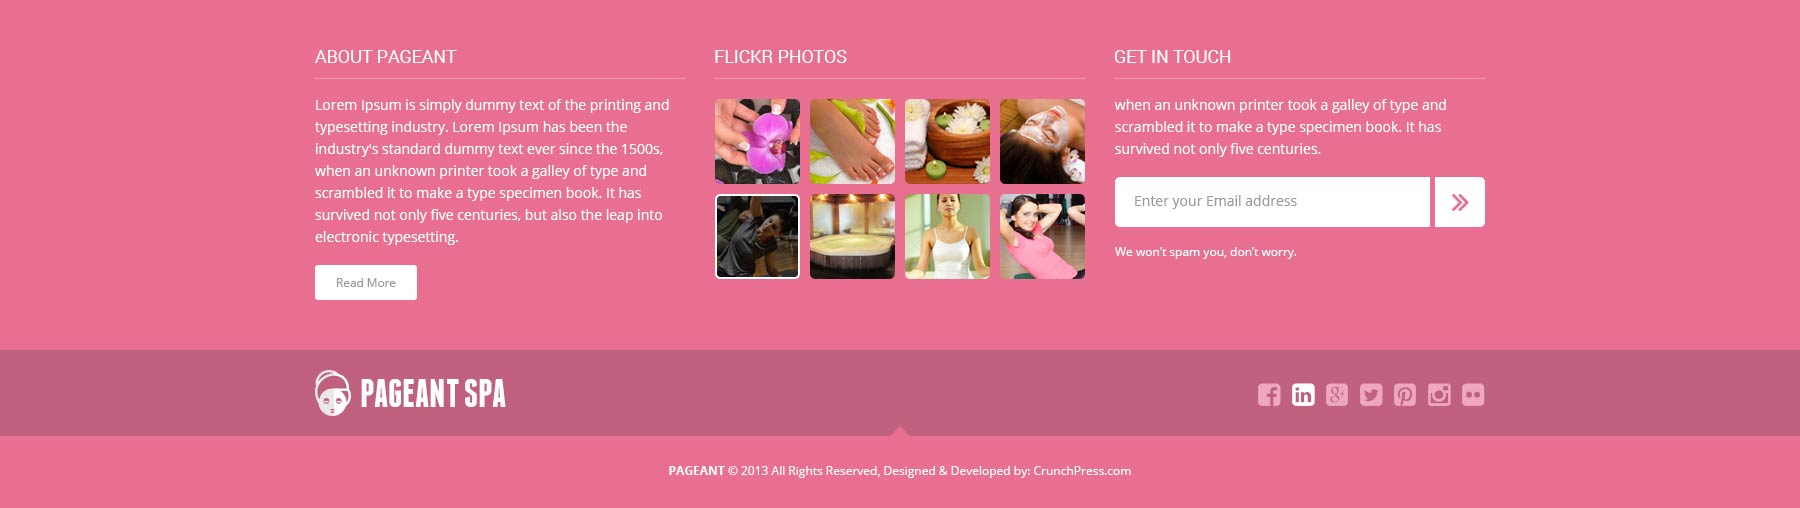 ABOUT PAGEANT
Lorem Ipsum is simply dummy text of the printing and
typesetting industry. Lorem Ipsum has been the
industry's standard dummy text ever since the 1500s,
when an unknown printer took a galley of type and
scrambled it to make a type specimen book. It has
survived not only five centuries, but also the leap into
electronic typesetting.
Read More
FLICKR PHOTOS
GET IN TOUCH
when an unknown printer took a galley of type and
scrambled it to make a type specimen book. It has
survived not only five centuries.
Enter your Email address
We won't spam you, don't worry.
PAGEANT SPA
PAGEANT © 2013 All Rights Reserved, Designed & Developed by: CrunchPress.com